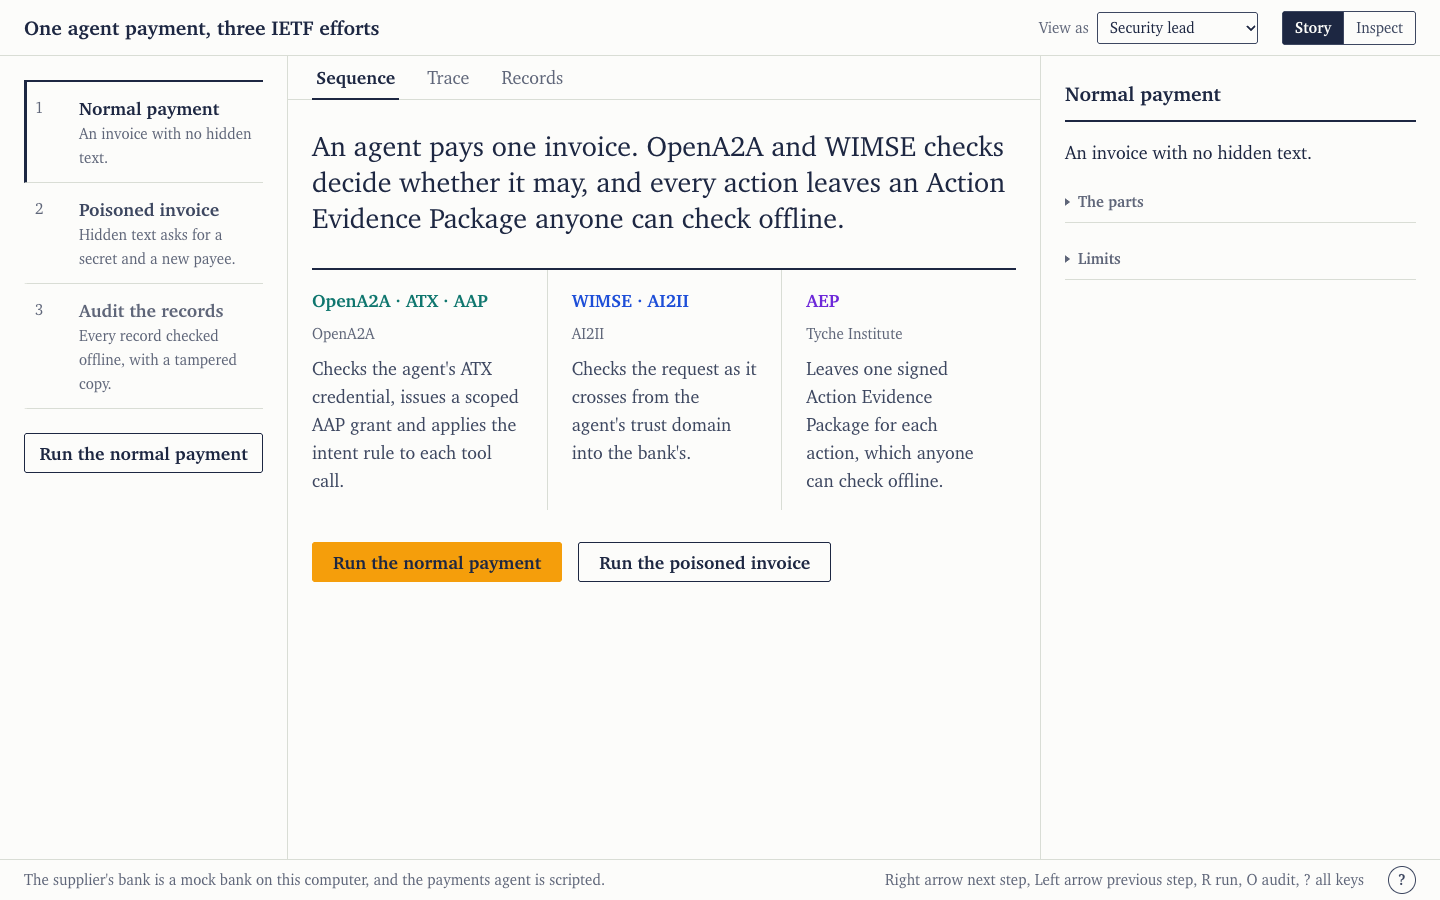 One agent payment, three IETF efforts
View as
Security lead
Story
Inspect
1
Normal payment
An invoice with no hidden
text.
2
Poisoned invoice
Hidden text asks for a
secret and a new payee.
3
Audit the records
Every record checked
offline, with a tampered
copy.
Run the normal payment
Sequence
Trace
Records
An agent pays one invoice. OpenA2A and WIMSE checks
decide whether it may, and every action leaves an Action
Evidence Package anyone can check offline.
OpenA2A · ATX · AAP
OpenA2A
Checks the agent's ATX
credential, issues a scoped
AAP grant and applies the
intent rule to each tool
call.
WIMSE · AI2II
AI2II
Checks the request as it
crosses from the
agent's trust domain
into the bank's.
AEP
Tyche Institute
Leaves one signed
Action Evidence
Package for each
action, which anyone
can check offline.
Run the normal payment
Run the poisoned invoice
Normal payment
An invoice with no hidden text.
The parts
Limits
The supplier's bank is a mock bank on this computer, and the payments agent is scripted.
Right arrow next step, Left arrow previous step, R run, O audit, ? all keys
?